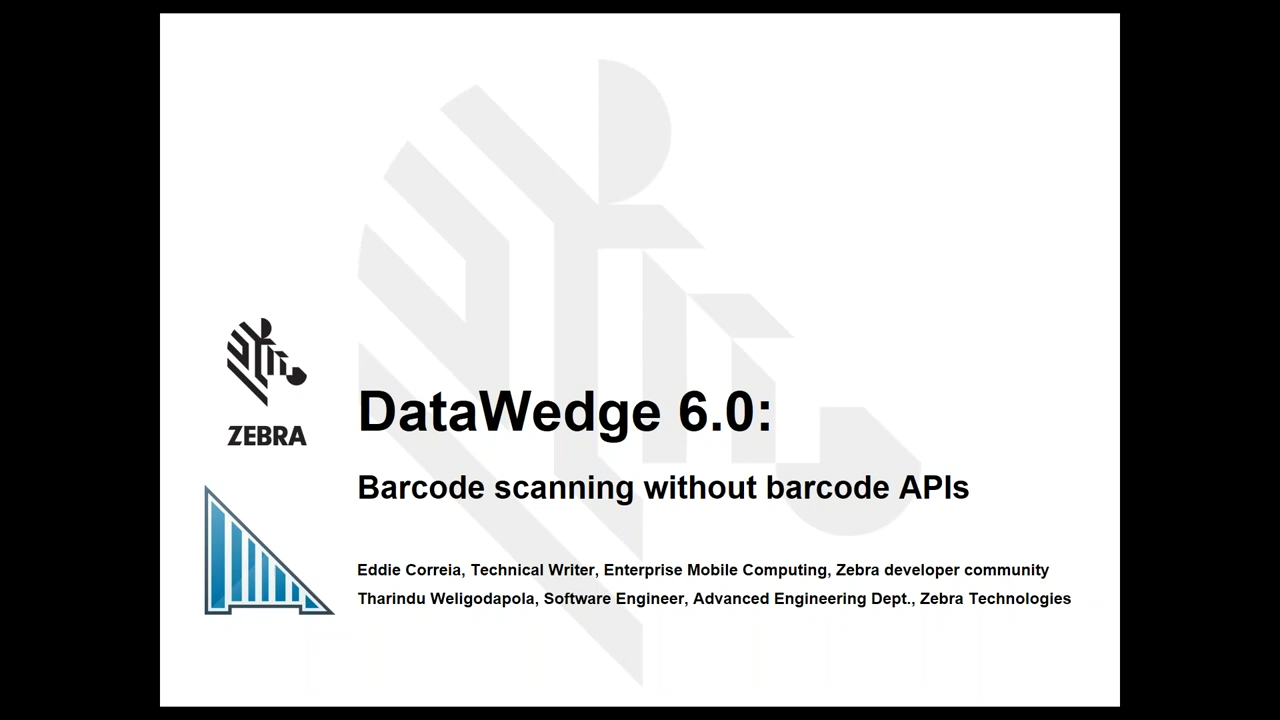 ZEBRA
DataWedge 6.0:
Barcode scanning without barcode APIs
Eddie Correia, Technical Writer, Enterprise Mobile Computing, Zebra developer community
Tharindu Weligodapola, Software Engineer, Advanced Engineering Dept., Zebra Technologies